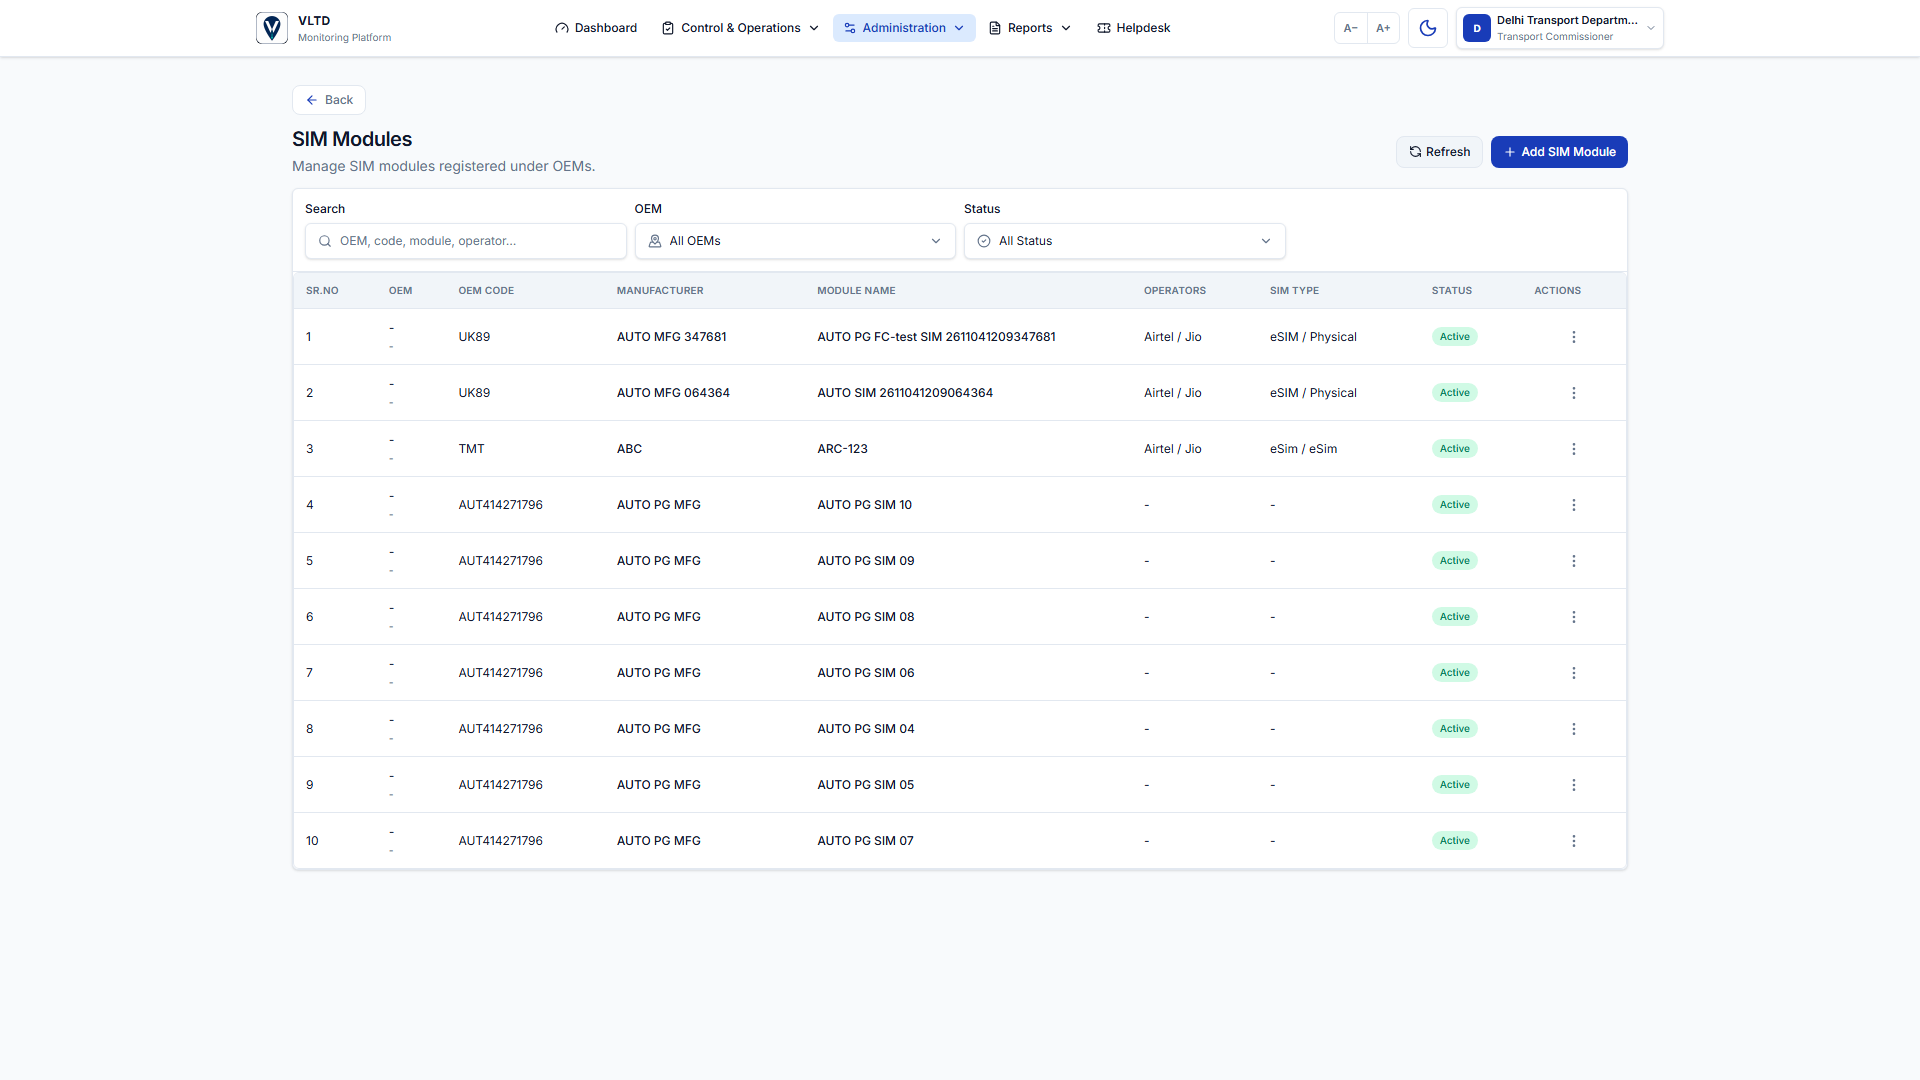 VLTD
Monitoring Platform
Dashboard
Control & Operations
Administration
Reports
Helpdesk
A−
A+
D
Delhi Transport Departm...
Transport Commissioner
Back
SIM Modules
Manage SIM modules registered under OEMs.
Refresh
Add SIM Module
Search
OEM
Status
OEM, code, module, operator...
All OEMs
All Status
SR.NO OEM OEM CODE MANUFACTURER MODULE NAME OPERATORS SIM TYPE STATUS ACTIONS
1 - - UK89 AUTO MFG 347681 AUTO PG FC-test SIM 2611041209347681 Airtel / Jio eSIM / Physical Active
2 - - UK89 AUTO MFG 064364 AUTO SIM 2611041209064364 Airtel / Jio eSIM / Physical Active
3 - - TMT ABC ARC-123 Airtel / Jio eSim / eSim Active
4 - - AUT414271796 AUTO PG MFG AUTO PG SIM 10 - - Active
5 - - AUT414271796 AUTO PG MFG AUTO PG SIM 09 - - Active
6 - - AUT414271796 AUTO PG MFG AUTO PG SIM 08 - - Active
7 - - AUT414271796 AUTO PG MFG AUTO PG SIM 06 - - Active
8 - - AUT414271796 AUTO PG MFG AUTO PG SIM 04 - - Active
9 - - AUT414271796 AUTO PG MFG AUTO PG SIM 05 - - Active
10 - - AUT414271796 AUTO PG MFG AUTO PG SIM 07 - - Active